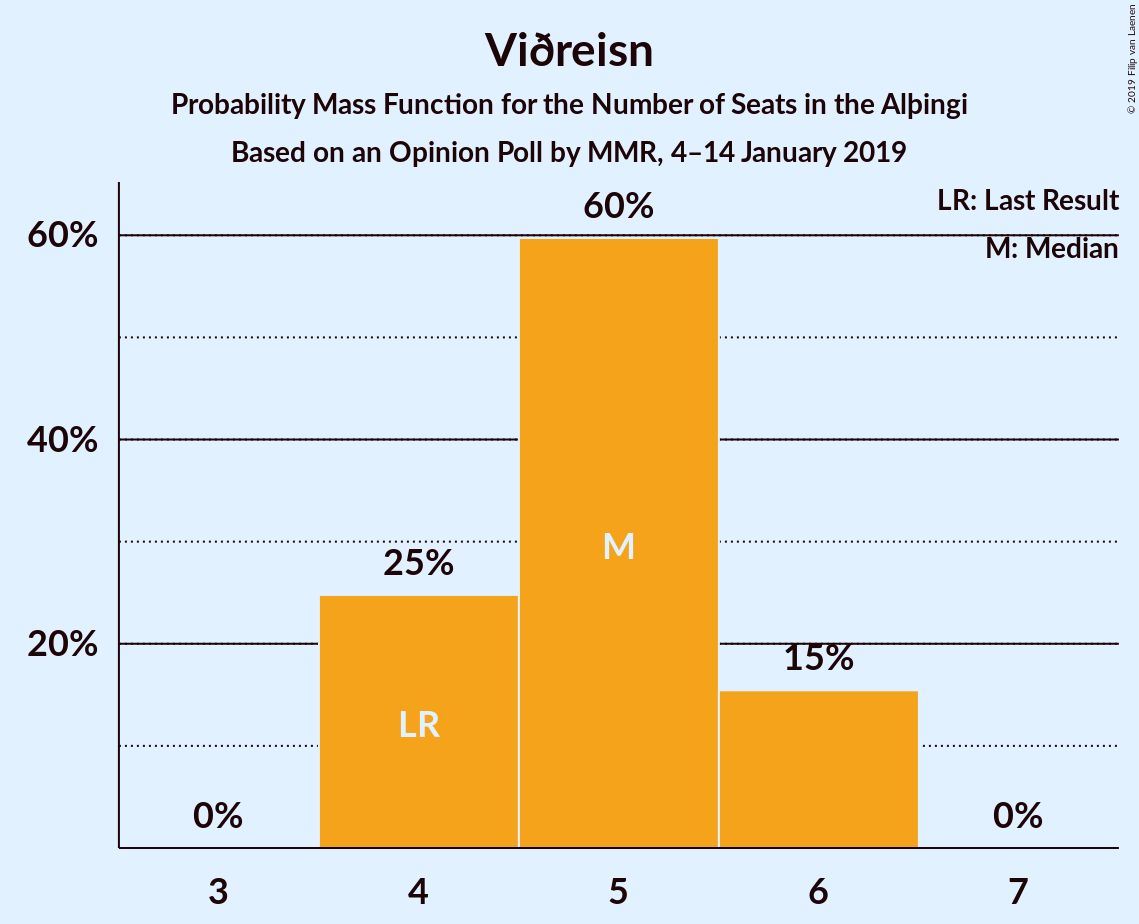 Viðreisn
Probability Mass Function for the Number of Seats in the Alþingi
Based on an Opinion Poll by MMR, 4–14 January 2019
© 2019 Filip van Laenen
LR: Last Result
M: Median
60%
40%
20%
0%
25%
60%
15%
0%
LR
M
3 4 5 6 7